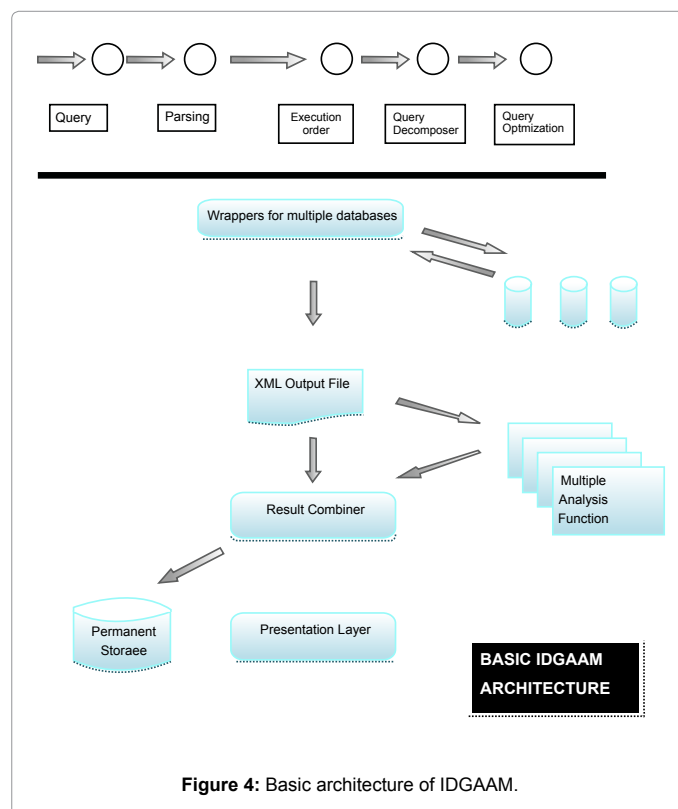 Query
Parsing
Execution
order
Query
Decomposer
Query
Optmization
Wrappers for multiple databases
XML Output File
Multiple
Analysis
Function
Result Combiner
Permanent
Storaee
Presentation Layer
BASIC IDGAAM
ARCHITECTURE
Figure 4: Basic architecture of IDGAAM.